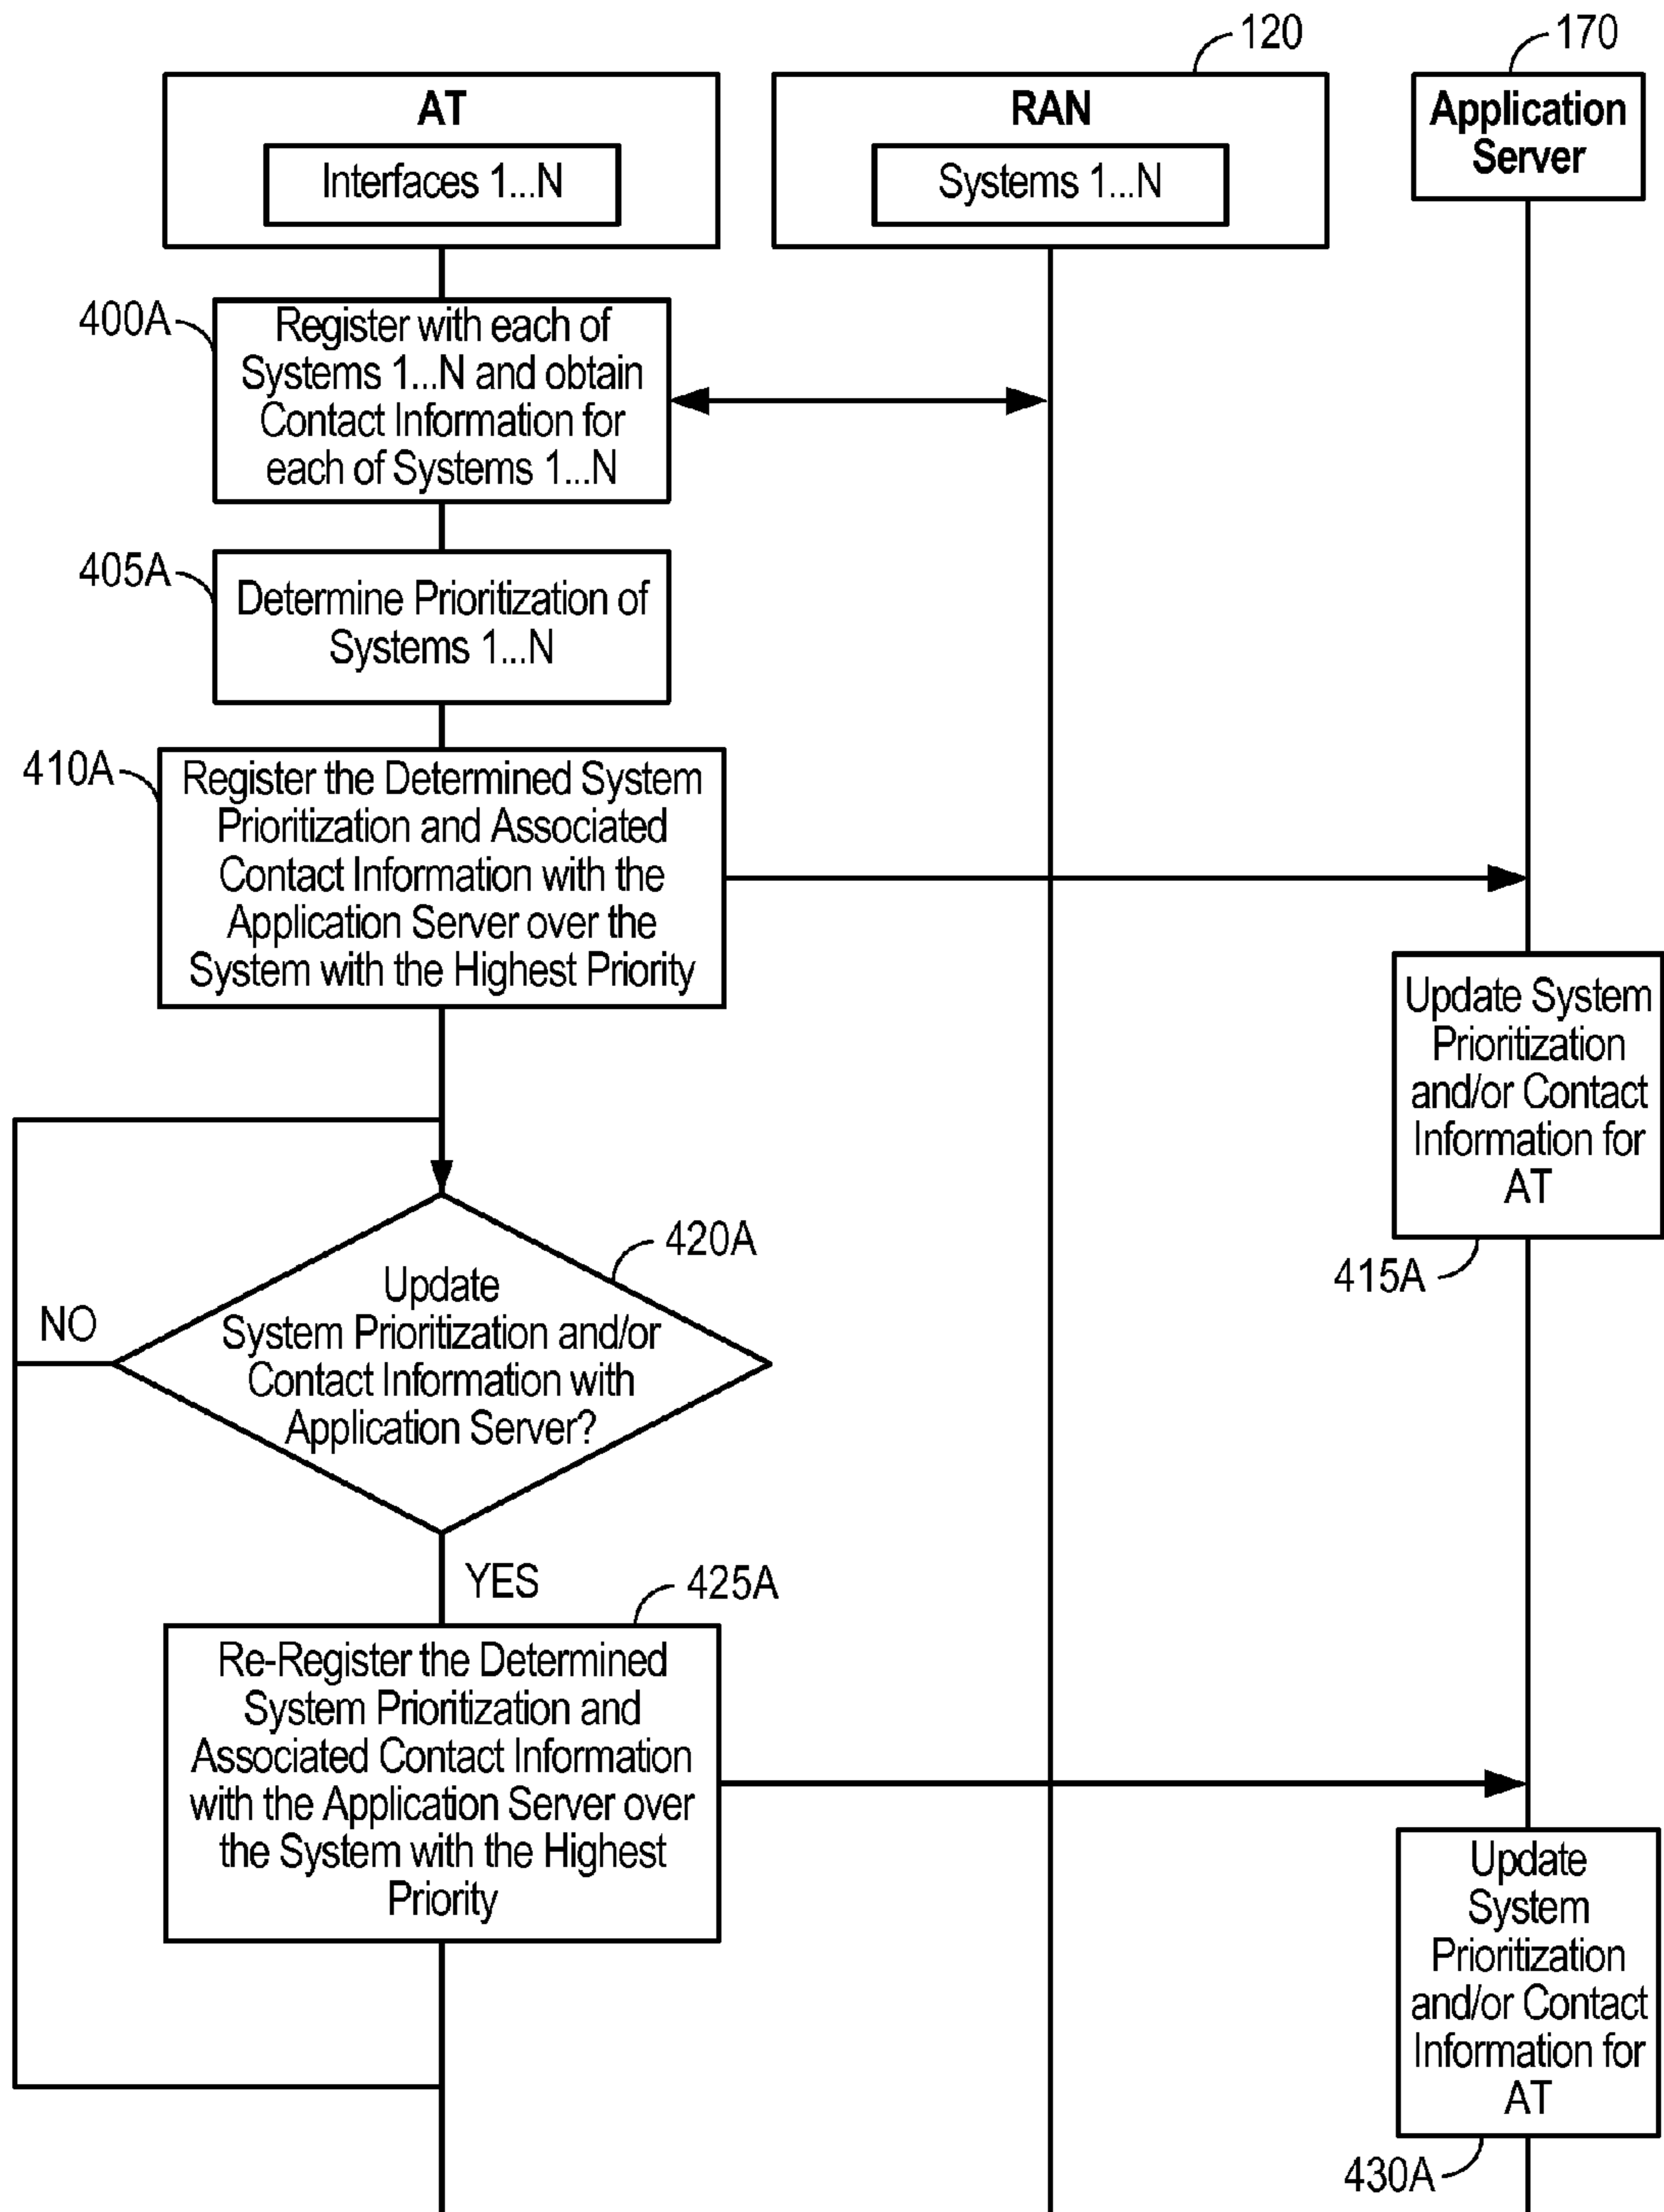 120
170
AT
Interfaces 1...N
RAN
Systems 1...N
Application
Server
400A
Register with each of
Systems 1...N and obtain
Contact Information for
each of Systems 1...N
405A
Determine Prioritization of
Systems 1...N
410A
Register the Determined System
Prioritization and Associated
Contact Information with the
Application Server over the
System with the Highest Priority
Update System
Prioritization
and/or Contact
Information for
AT
415A
420A
Update
System Prioritization and/or
Contact Information with
Application Server?
NO
YES
425A
Re-Register the Determined
System Prioritization and
Associated Contact Information
with the Application Server over
the System with the Highest
Priority
Update
System
Prioritization
and/or Contact
Information for
AT
430A